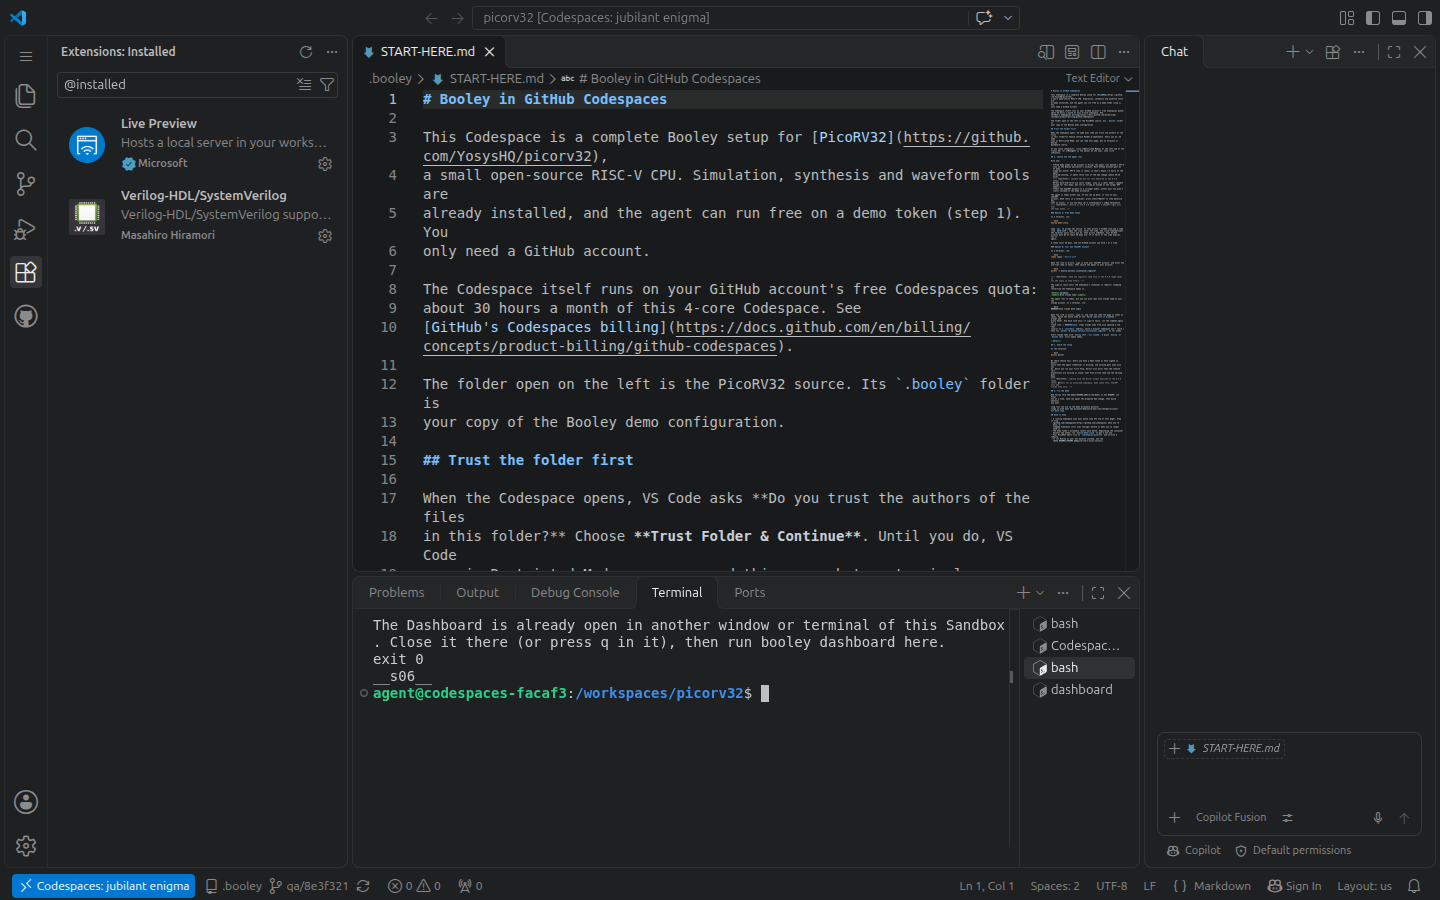 picorv32 [Codespaces: jubilant enigma]
Extensions: Installed
@installed
Live Preview
Hosts a local server in your works...
Microsoft
Verilog-HDL/SystemVerilog
Verilog-HDL/SystemVerilog suppo...
Masahiro Hiramori
.V /.SV
START-HERE.md
.booley > START-HERE.md > abc # Booley in GitHub Codespaces
Text Editor
1 # Booley in GitHub Codespaces
2
3 This Codespace is a complete Booley setup for [PicoRV32](https://github.
com/YosysHQ/picorv32),
4 a small open-source RISC-V CPU. Simulation, synthesis and waveform tools
are
5 already installed, and the agent can run free on a demo token (step 1).
You
6 only need a GitHub account.
7
8 The Codespace itself runs on your GitHub account's free Codespaces quota:
9 about 30 hours a month of this 4-core Codespace. See
10 [GitHub's Codespaces billing](https://docs.github.com/en/billing/
concepts/product-billing/github-codespaces).
11
12 The folder open on the left is the PicoRV32 source. Its `.booley` folder
is
13 your copy of the Booley demo configuration.
14
15 ## Trust the folder first
16
17 When the Codespace opens, VS Code asks **Do you trust the authors of the
files
18 in this folder?** Choose **Trust Folder & Continue**. Until you do, VS
Code
Problems
Output
Debug Console
Terminal
Ports
The Dashboard is already open in another window or terminal of this Sandbox
. Close it there (or press q in it), then run booley dashboard here.
exit 0
__s06__
agent@codespaces-facaf3:/workspaces/picorv32$
bash
Codespac...
bash
dashboard
Chat
START-HERE.md
Copilot Fusion
Copilot
Default permissions
Codespaces: jubilant enigma
.booley
qa/8e3f321
0
0
0
Ln 1, Col 1
Spaces: 2
UTF-8
LF
{ } Markdown
Sign In
Layout: us